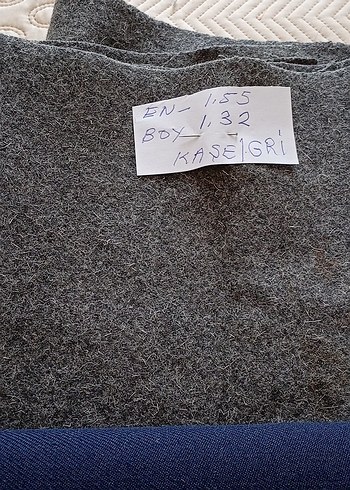 EN- 1.55
BOY 1.32
KAŞE/GRİ